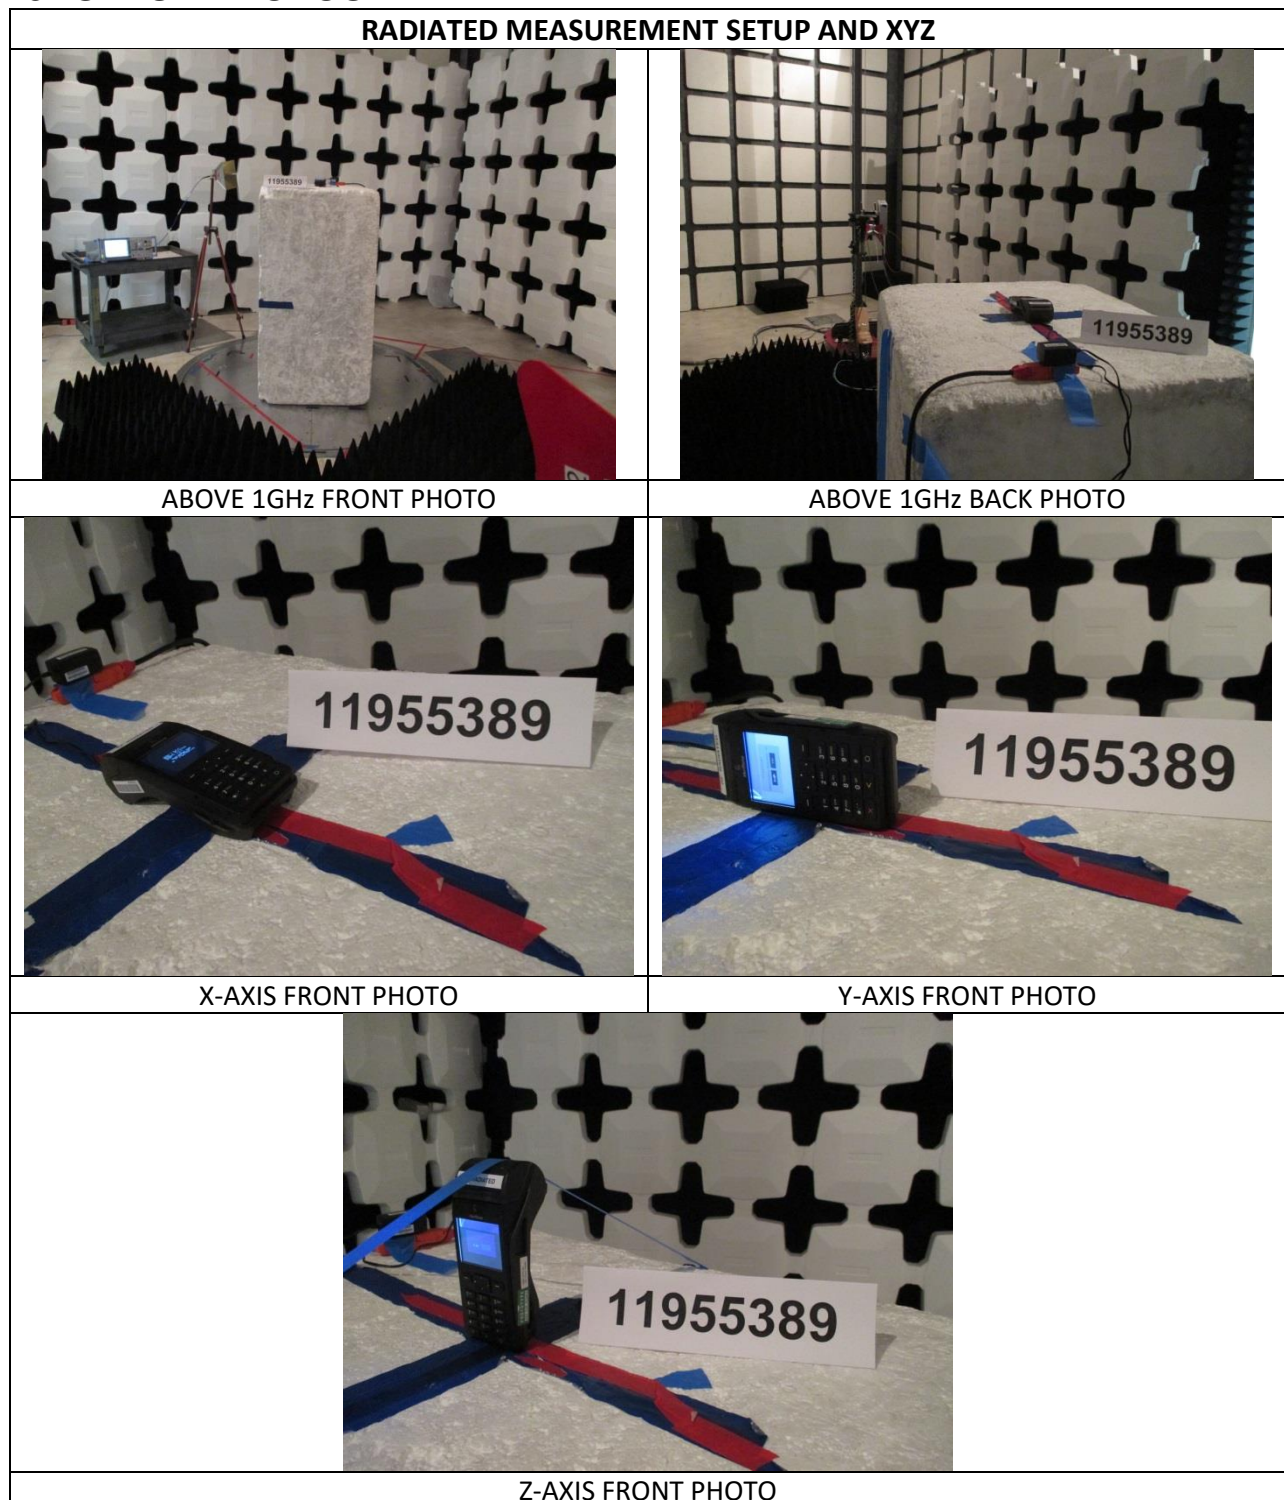 RADIATED MEASUREMENT SETUP AND XYZ
11955389
11955389
ABOVE 1GHz FRONT PHOTO
ABOVE 1GHz BACK PHOTO
11955389
11955389
X-AXIS FRONT PHOTO
Y-AXIS FRONT PHOTO
11955389
Z-AXIS FRONT PHOTO